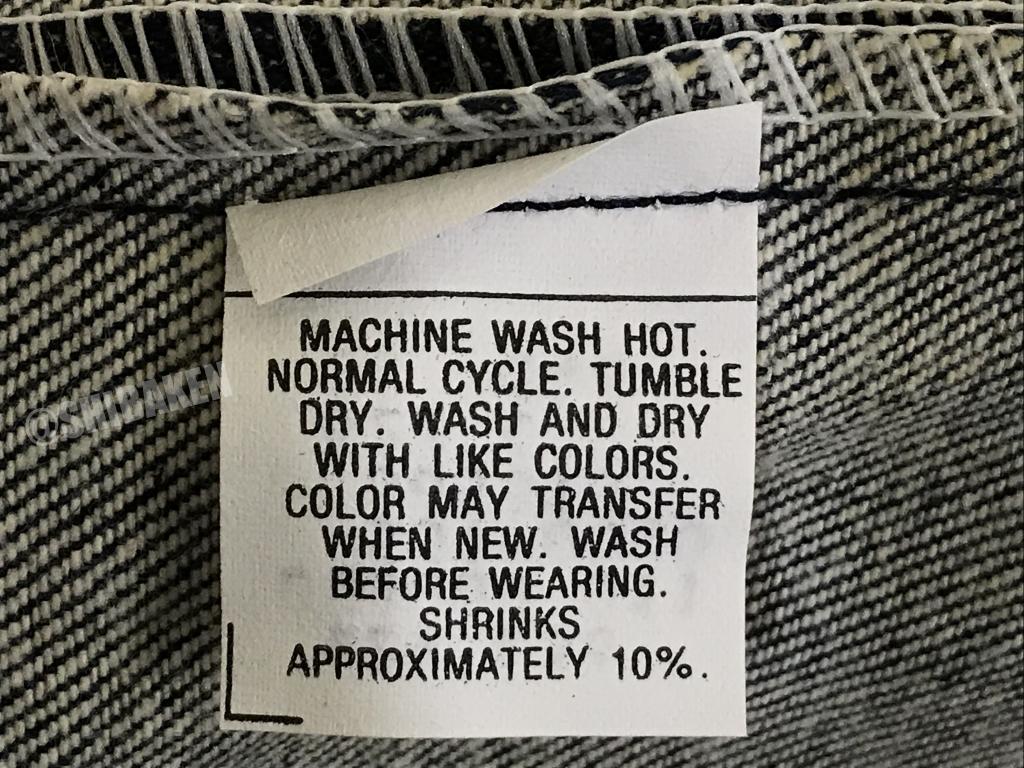 MACHINE WASH HOT.
NORMAL CYCLE. TUMBLE
DRY. WASH AND DRY
WITH LIKE COLORS.
COLOR MAY TRANSFER
WHEN NEW. WASH
BEFORE WEARING.
SHRINKS
APPROXIMATELY 10%.
@SHIBAKEN